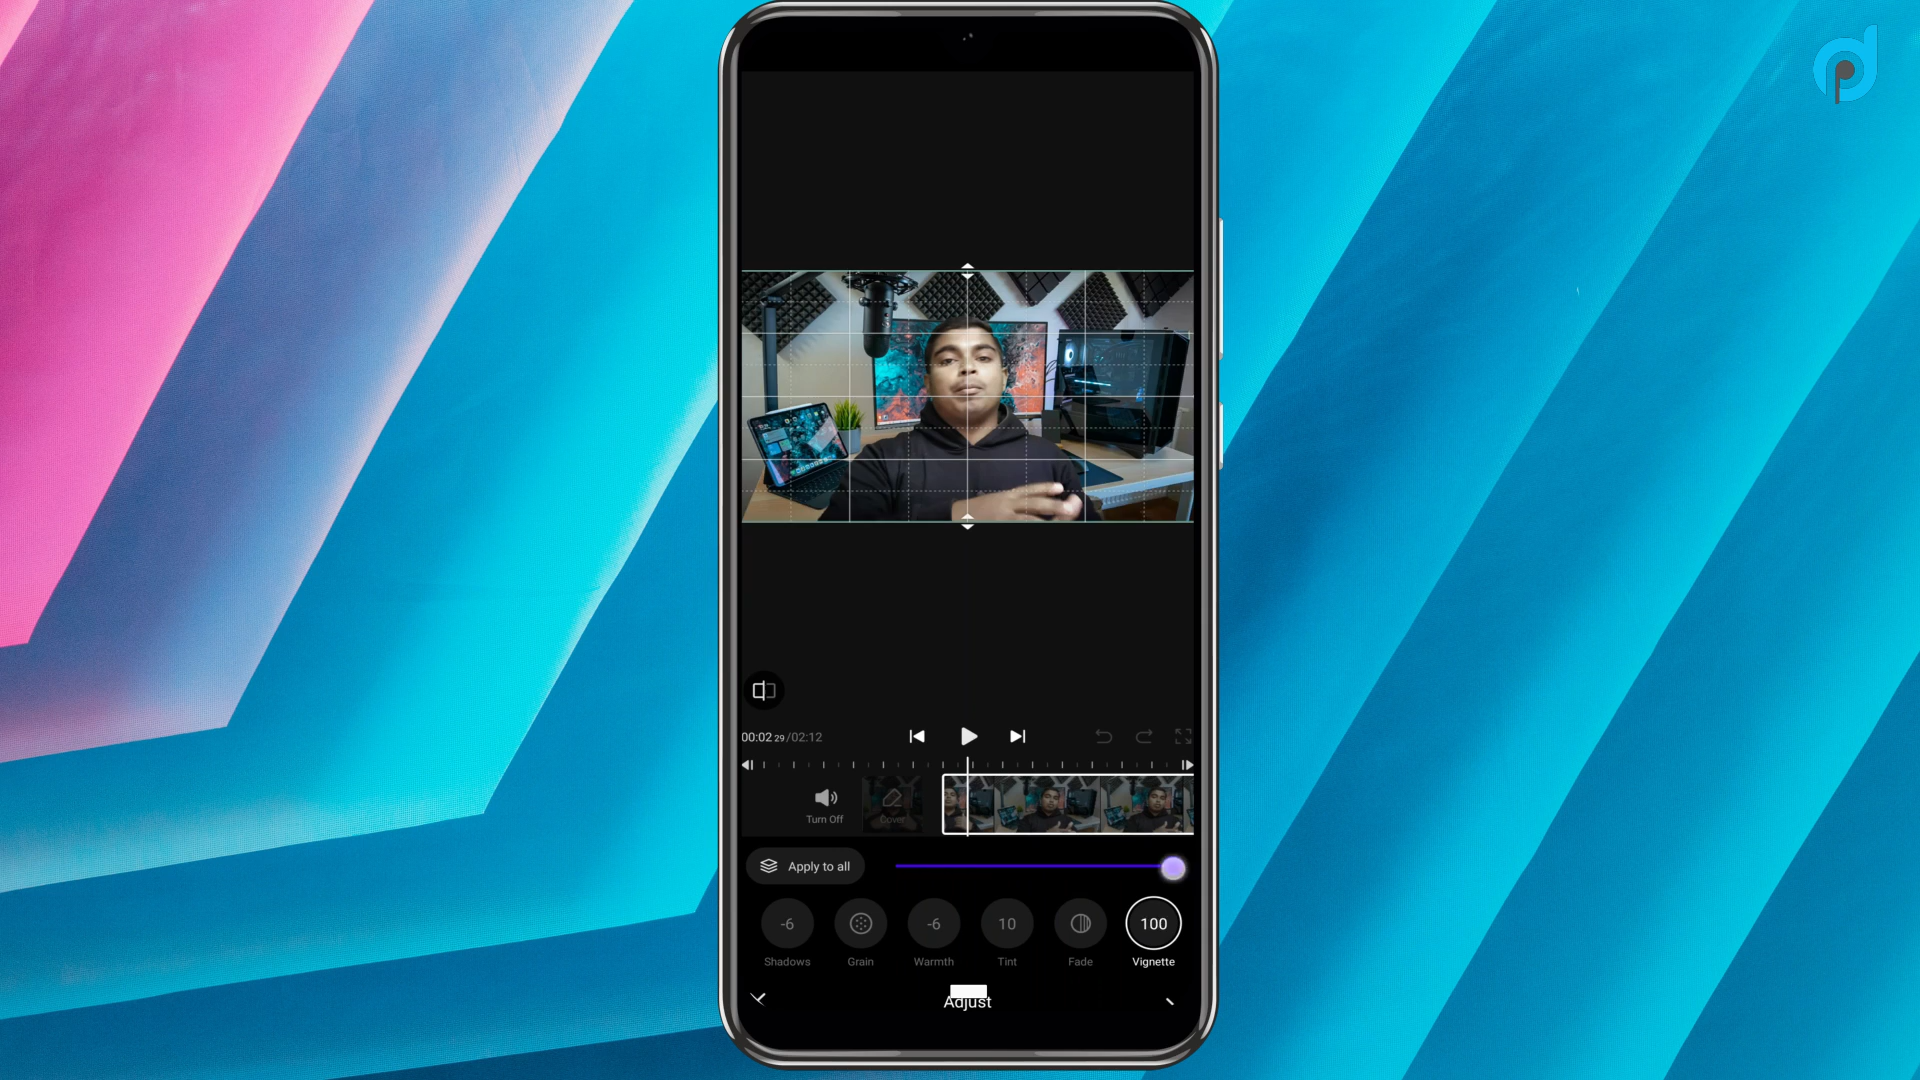 00:02 29 /02:12
Turn Off
Cover
Apply to all
-6
-6
10
100
Shadows
Grain
Warmth
Tint
Fade
Vignette
Adjust